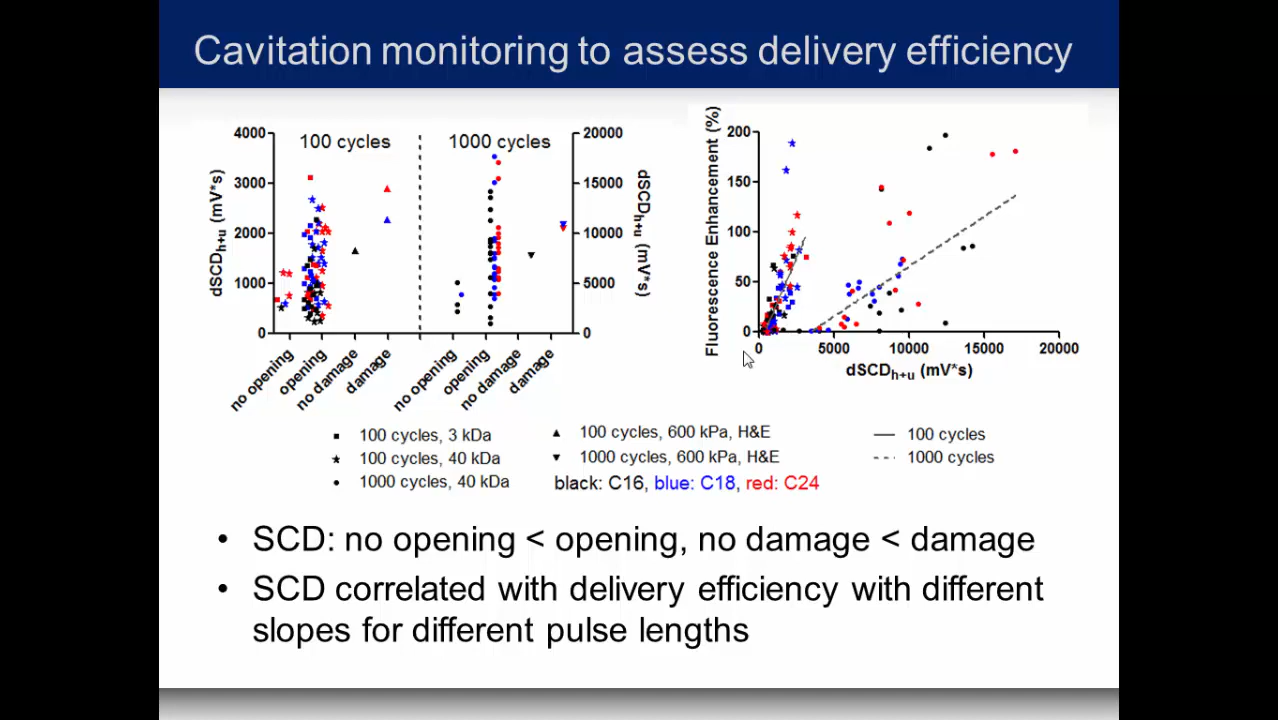 Cavitation monitoring to assess delivery efficiency
4000
3000
2000
1000
0
dSCDh+u (mV*s)
100 cycles
1000 cycles
20000
15000
10000
5000
0
dSCDh+u (mV*s)
no opening
opening
no damage
damage
no opening
opening
no damage
damage
Fluorescence Enhancement (%)
200
150
100
50
0
0
5000
10000
15000
20000
dSCDh+u (mV*s)
100 cycles, 3 kDa
100 cycles, 40 kDa
1000 cycles, 40 kDa
100 cycles, 600 kPa, H&E
1000 cycles, 600 kPa, H&E
black: C16, blue: C18, red: C24
100 cycles
1000 cycles
• SCD: no opening < opening, no damage < damage
• SCD correlated with delivery efficiency with different
slopes for different pulse lengths